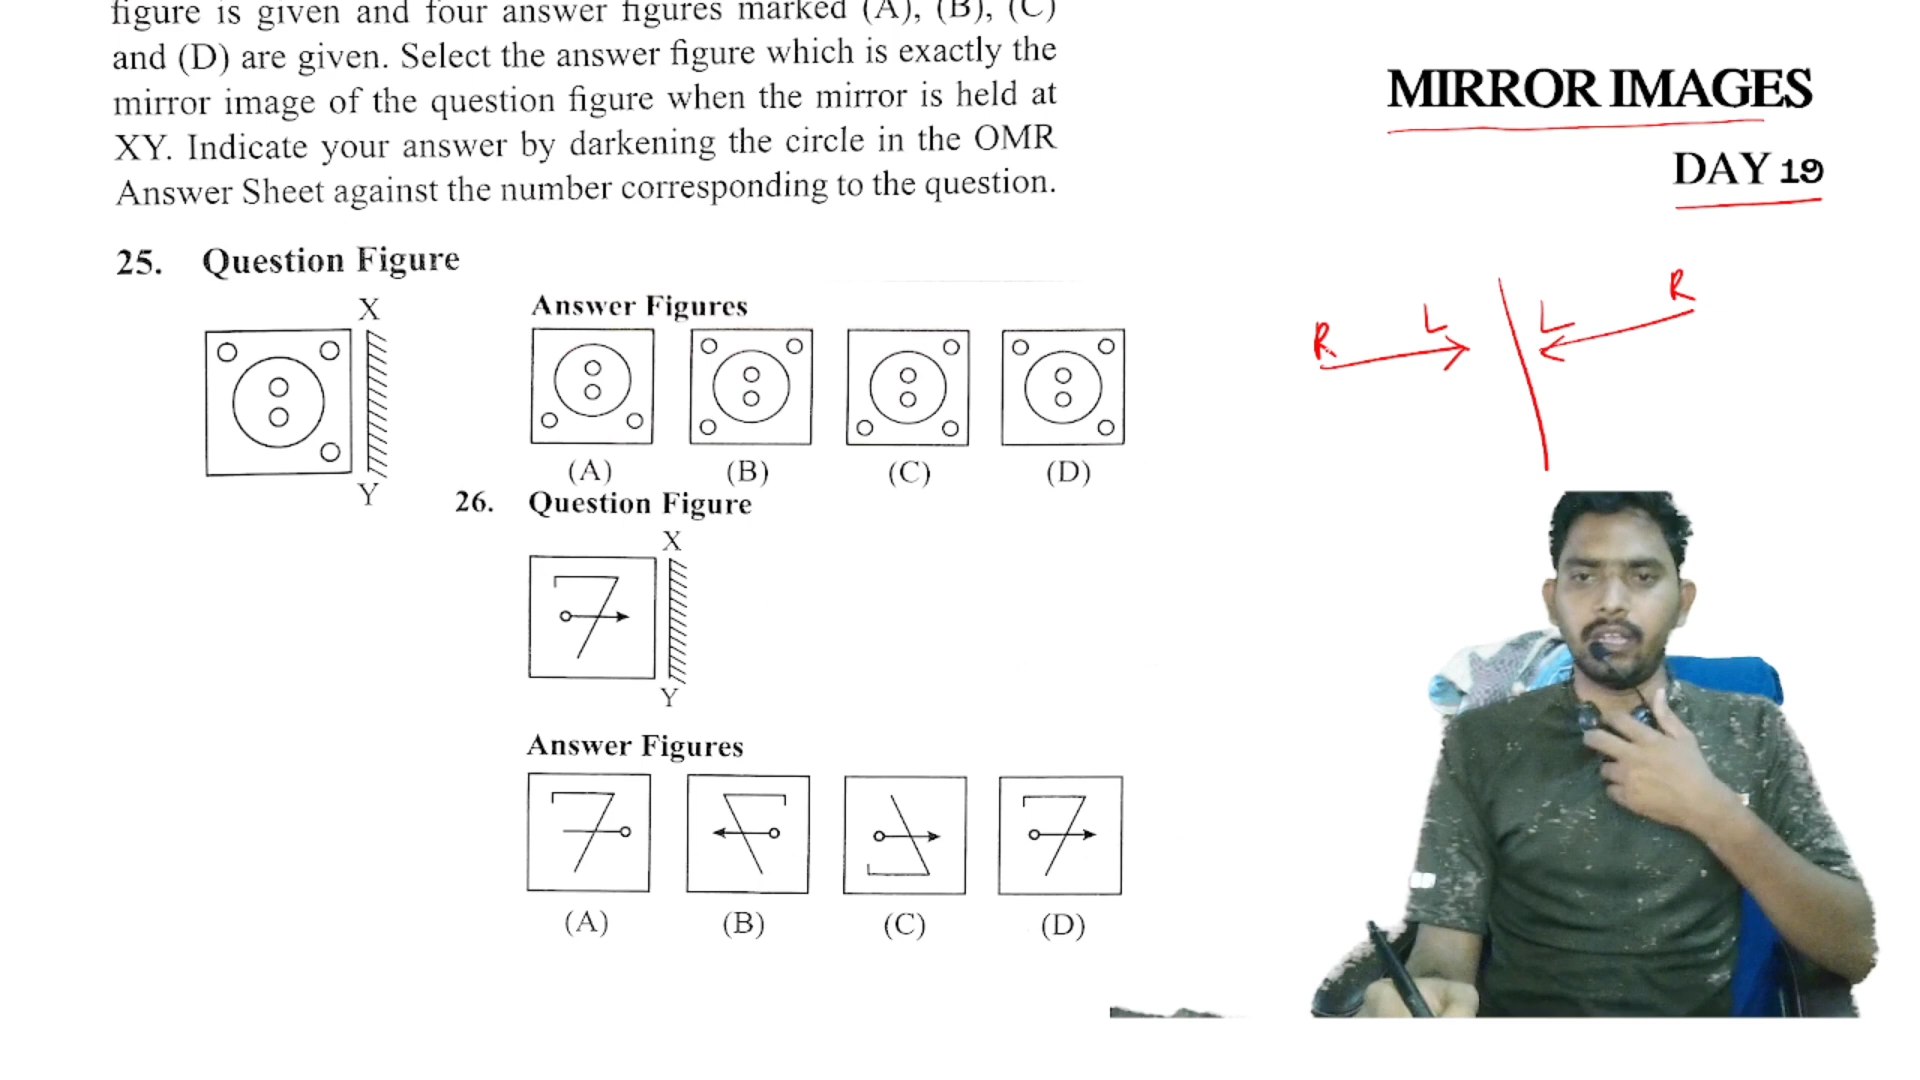 figure is given and four answer figures marked (A), (B), (C)
and (D) are given. Select the answer figure which is exactly the
mirror image of the question figure when the mirror is held at
XY. Indicate your answer by darkening the circle in the OMR
Answer Sheet against the number corresponding to the question.
25. Question Figure
X
Y
Answer Figures
(A) (B) (C) (D)
26. Question Figure
X
Y
Answer Figures
(A) (B) (C) (D)
MIRROR IMAGES
DAY 19
R L L R